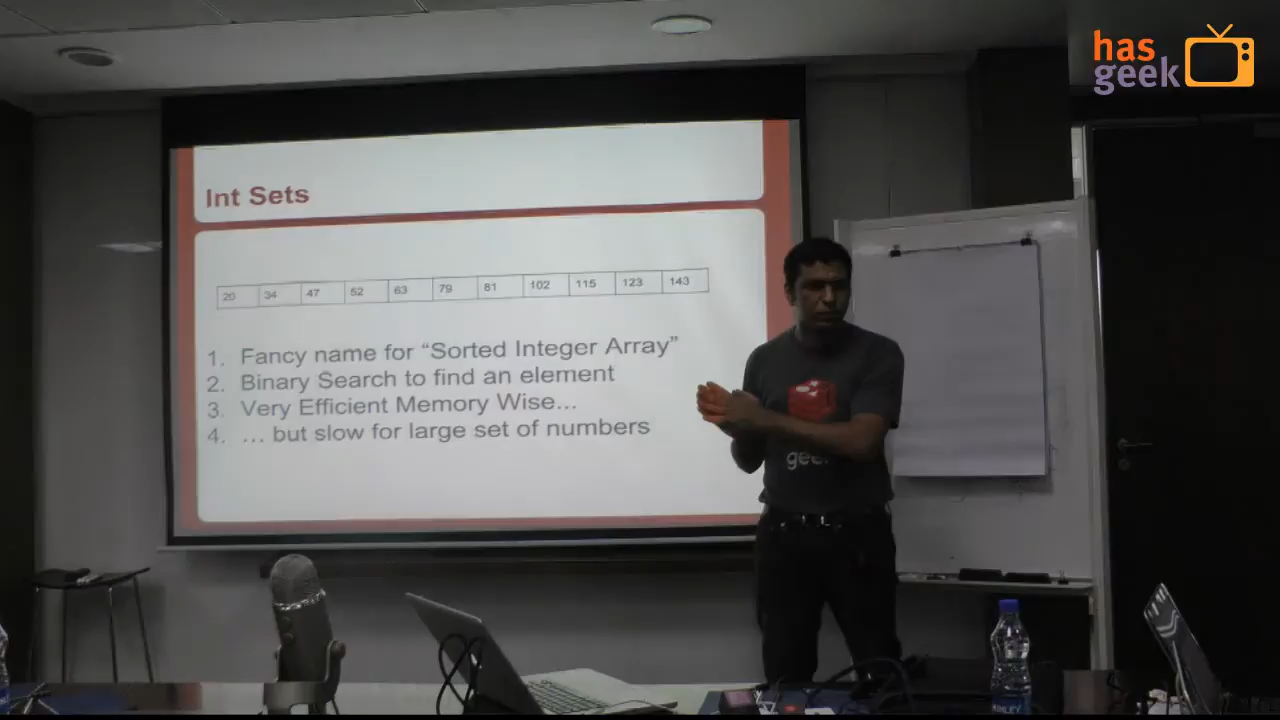 has
geek
Int Sets
20 34 47 52 63 79 81 102 115 123 143
1. Fancy name for “Sorted Integer Array”
2. Binary Search to find an element
3. Very Efficient Memory Wise...
4. ... but slow for large set of numbers